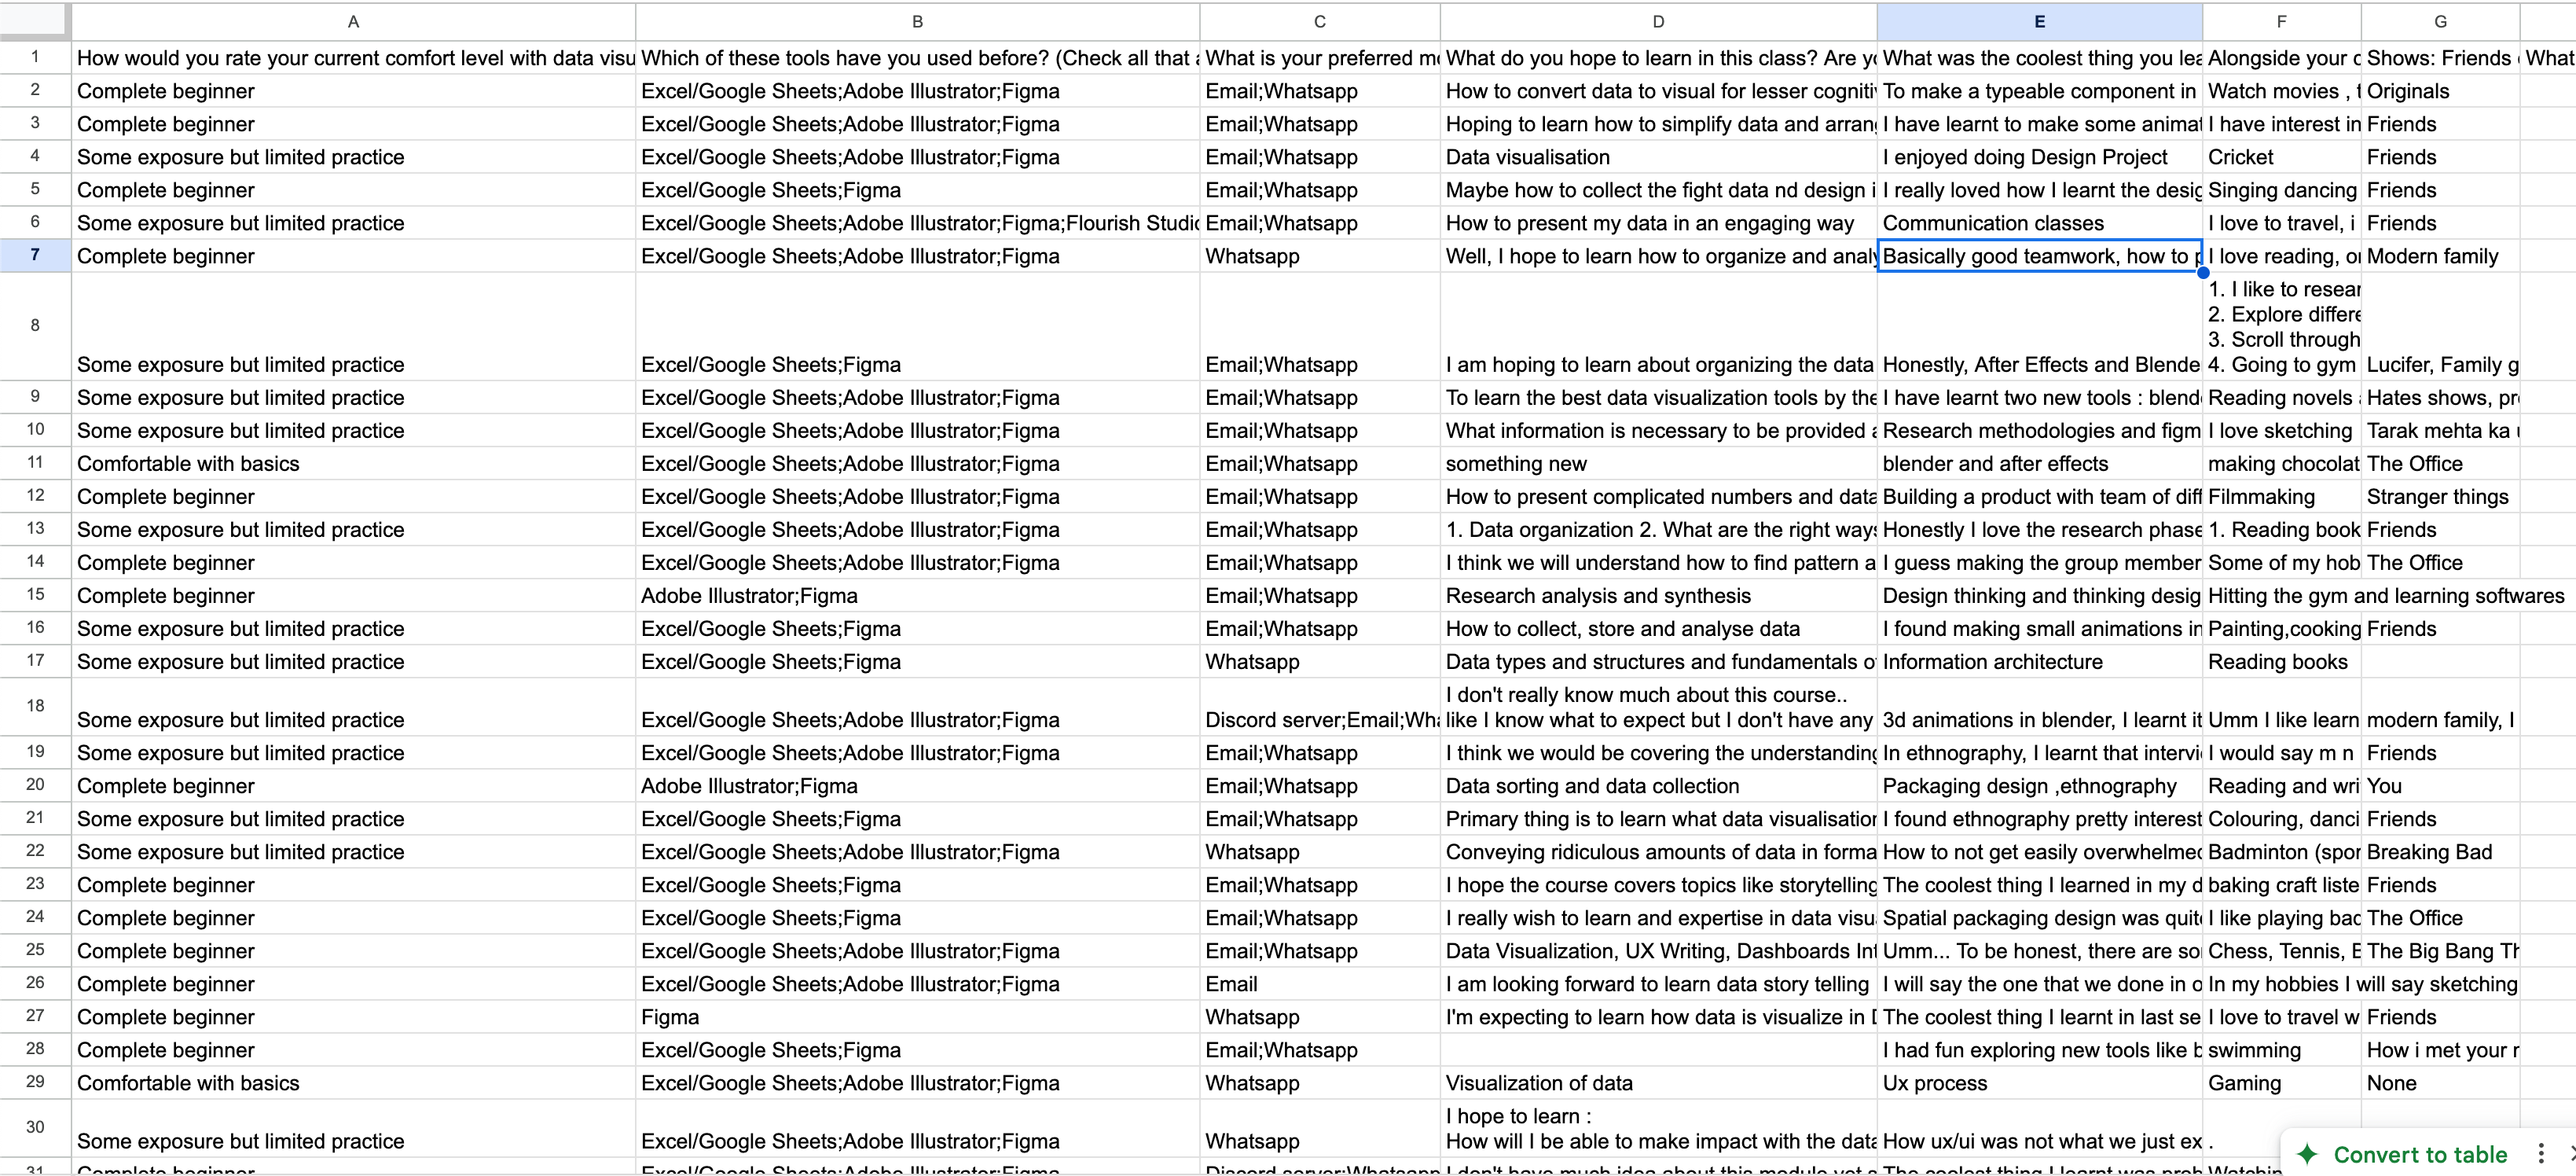 A B C D E F G
1 How would you rate your current comfort level with data visu Which of these tools have you used before? (Check all that a What is your preferred mo What do you hope to learn in this class? Are yo What was the coolest thing you lea Alongside your c Shows: Friends What
2 Complete beginner Excel/Google Sheets;Adobe Illustrator;Figma Email;Whatsapp How to convert data to visual for lesser cogniti To make a typeable component in Watch movies , t Originals
3 Complete beginner Excel/Google Sheets;Adobe Illustrator;Figma Email;Whatsapp Hoping to learn how to simplify data and arran I have learnt to make some animat I have interest in Friends
4 Some exposure but limited practice Excel/Google Sheets;Adobe Illustrator;Figma Email;Whatsapp Data visualisation I enjoyed doing Design Project Cricket Friends
5 Complete beginner Excel/Google Sheets;Figma Email;Whatsapp Maybe how to collect the fight data nd design i I really loved how I learnt the desig Singing dancing Friends
6 Some exposure but limited practice Excel/Google Sheets;Adobe Illustrator;Figma;Flourish Studio Email;Whatsapp How to present my data in an engaging way Communication classes I love to travel, i Friends
7 Complete beginner Excel/Google Sheets;Adobe Illustrator;Figma Whatsapp Well, I hope to learn how to organize and analy Basically good teamwork, how to p I love reading, or Modern family
1. I like to resear
2. Explore differe
3. Scroll through
8 Some exposure but limited practice Excel/Google Sheets;Figma Email;Whatsapp I am hoping to learn about organizing the data Honestly, After Effects and Blende 4. Going to gym Lucifer, Family g
9 Some exposure but limited practice Excel/Google Sheets;Adobe Illustrator;Figma Email;Whatsapp To learn the best data visualization tools by the I have learnt two new tools : blend Reading novels Hates shows, pr
10 Some exposure but limited practice Excel/Google Sheets;Adobe Illustrator;Figma Email;Whatsapp What information is necessary to be provided a Research methodologies and figm I love sketching Tarak mehta ka
11 Comfortable with basics Excel/Google Sheets;Adobe Illustrator;Figma Email;Whatsapp something new blender and after effects making chocolat The Office
12 Complete beginner Excel/Google Sheets;Adobe Illustrator;Figma Email;Whatsapp How to present complicated numbers and data Building a product with team of diff Filmmaking Stranger things
13 Some exposure but limited practice Excel/Google Sheets;Adobe Illustrator;Figma Email;Whatsapp 1. Data organization 2. What are the right ways Honestly I love the research phase 1. Reading book Friends
14 Complete beginner Excel/Google Sheets;Adobe Illustrator;Figma Email;Whatsapp I think we will understand how to find pattern a I guess making the group member Some of my hob The Office
15 Complete beginner Adobe Illustrator;Figma Email;Whatsapp Research analysis and synthesis Design thinking and thinking desig Hitting the gym and learning softwares
16 Some exposure but limited practice Excel/Google Sheets;Figma Email;Whatsapp How to collect, store and analyse data I found making small animations in Painting,cooking Friends
17 Some exposure but limited practice Excel/Google Sheets;Figma Whatsapp Data types and structures and fundamentals o Information architecture Reading books
I don't really know much about this course..
18 Some exposure but limited practice Excel/Google Sheets;Adobe Illustrator;Figma Discord server;Email;Wha like I know what to expect but I don't have any 3d animations in blender, I learnt it Umm I like learn modern family, I
19 Some exposure but limited practice Excel/Google Sheets;Adobe Illustrator;Figma Email;Whatsapp I think we would be covering the understanding In ethnography, I learnt that intervi I would say m n Friends
20 Complete beginner Adobe Illustrator;Figma Email;Whatsapp Data sorting and data collection Packaging design ,ethnography Reading and wri You
21 Some exposure but limited practice Excel/Google Sheets;Figma Email;Whatsapp Primary thing is to learn what data visualisation I found ethnography pretty interest Colouring, danci Friends
22 Some exposure but limited practice Excel/Google Sheets;Adobe Illustrator;Figma Whatsapp Conveying ridiculous amounts of data in forma How to not get easily overwhelmed Badminton (spor Breaking Bad
23 Complete beginner Excel/Google Sheets;Figma Email;Whatsapp I hope the course covers topics like storytelling The coolest thing I learned in my d baking craft liste Friends
24 Complete beginner Excel/Google Sheets;Figma Email;Whatsapp I really wish to learn and expertise in data visu Spatial packaging design was quit I like playing bad The Office
25 Complete beginner Excel/Google Sheets;Adobe Illustrator;Figma Email;Whatsapp Data Visualization, UX Writing, Dashboards Int Umm... To be honest, there are so Chess, Tennis, B The Big Bang Th
26 Complete beginner Excel/Google Sheets;Adobe Illustrator;Figma Email I am looking forward to learn data story telling I will say the one that we done in o In my hobbies I will say sketching
27 Complete beginner Figma Whatsapp I'm expecting to learn how data is visualize in The coolest thing I learnt in last se I love to travel w Friends
28 Complete beginner Excel/Google Sheets;Figma Email;Whatsapp I had fun exploring new tools like b swimming How i met your
29 Comfortable with basics Excel/Google Sheets;Adobe Illustrator;Figma Whatsapp Visualization of data Ux process Gaming None
I hope to learn :
30 Some exposure but limited practice Excel/Google Sheets;Adobe Illustrator;Figma Whatsapp How will I be able to make impact with the data How ux/ui was not what we just ex .
Convert to table
31 Complete beginner Excel/Google Sheets;Adobe Illustrator;Figma Discord server;Whatsapp I don't have much idea about this module yet The coolest thing I learnt was